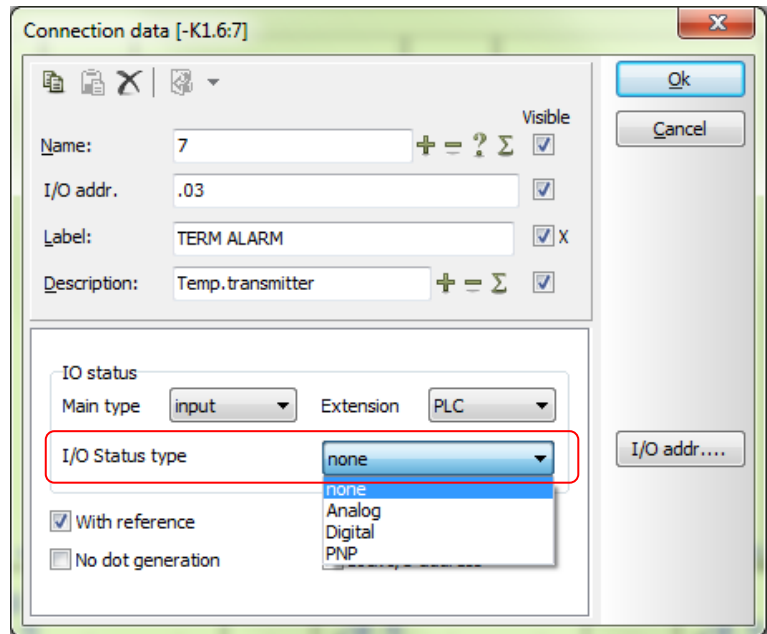 Connection data [-K1.6:7]
Ok
Visible
Cancel
Name: 7
I/O addr. .03
Label: TERM ALARM X
Description: Temp.transmitter
IO status
Main type input Extension PLC
I/O Status type none
I/O addr....
none
Analog
With reference
Digital
PNP
No dot generation